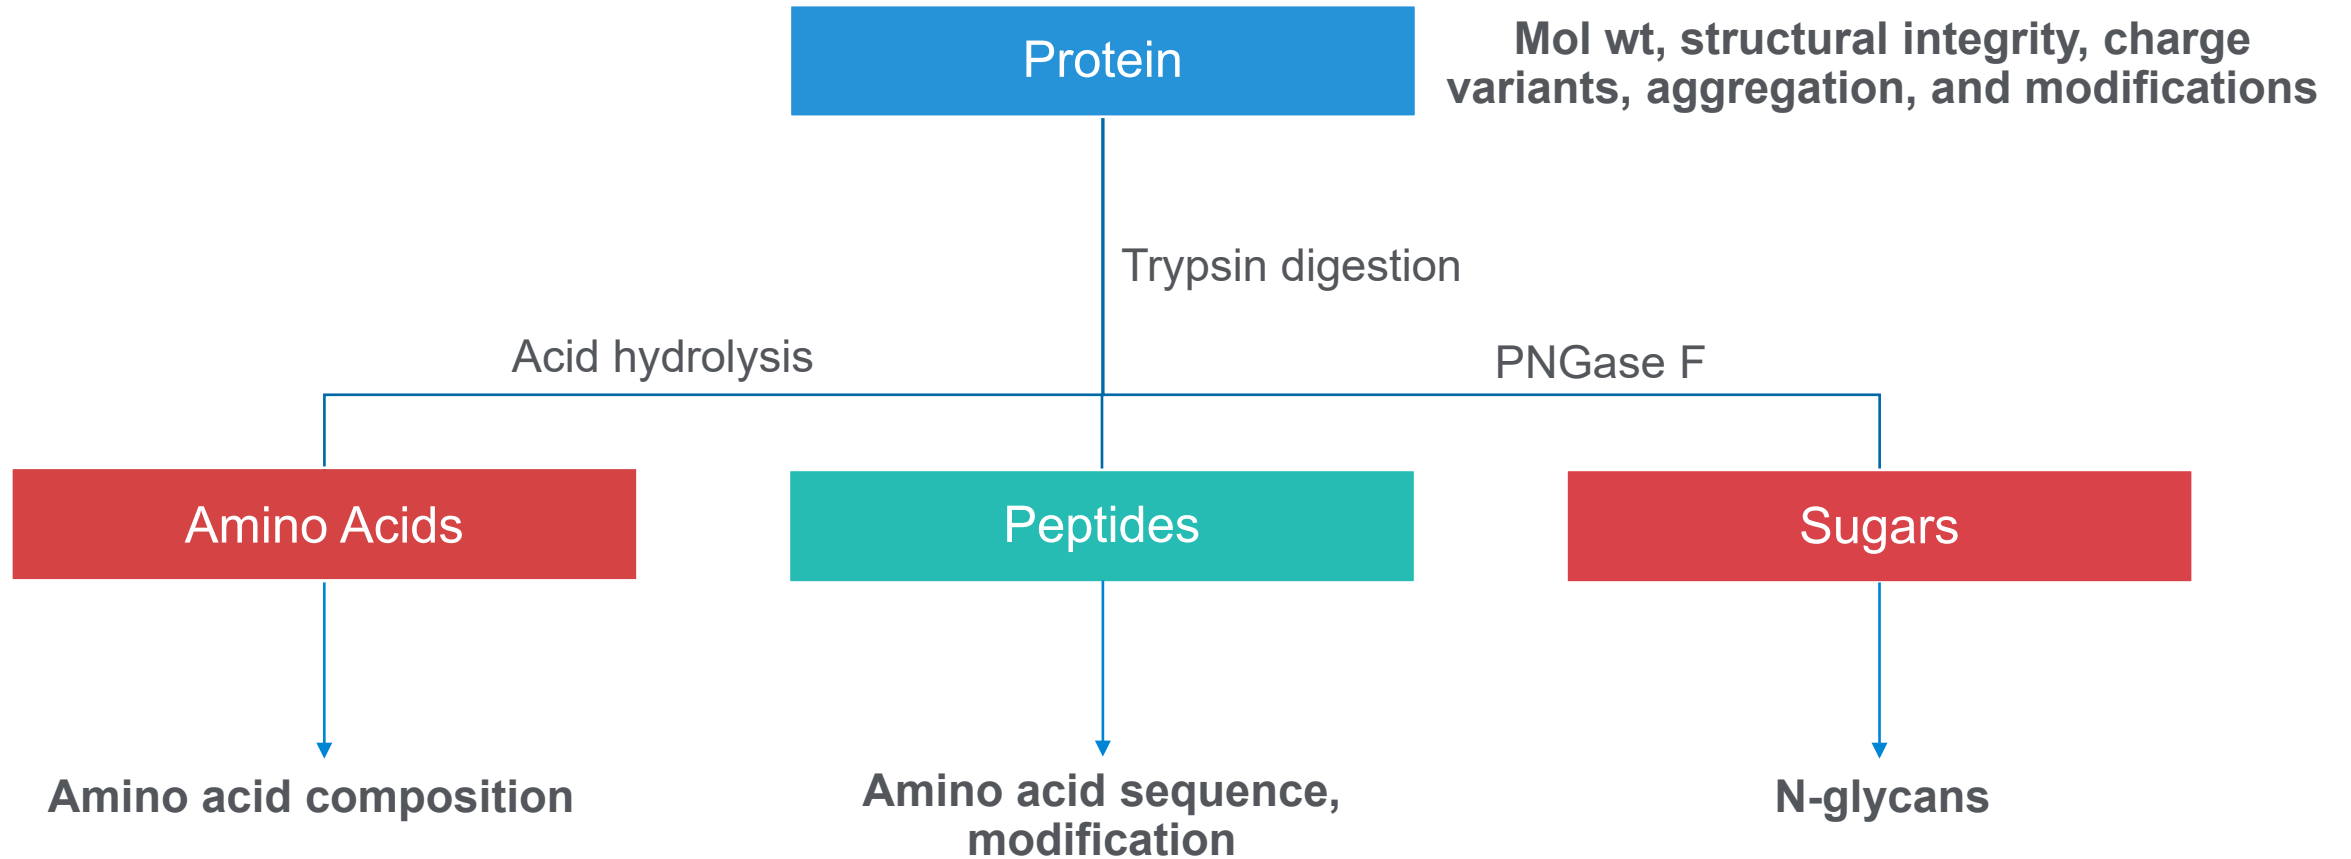 Protein
Mol wt, structural integrity, charge
variants, aggregation, and modifications
Trypsin digestion
Acid hydrolysis
PNGase F
Amino Acids
Peptides
Sugars
Amino acid composition
Amino acid sequence,
modification
N-glycans